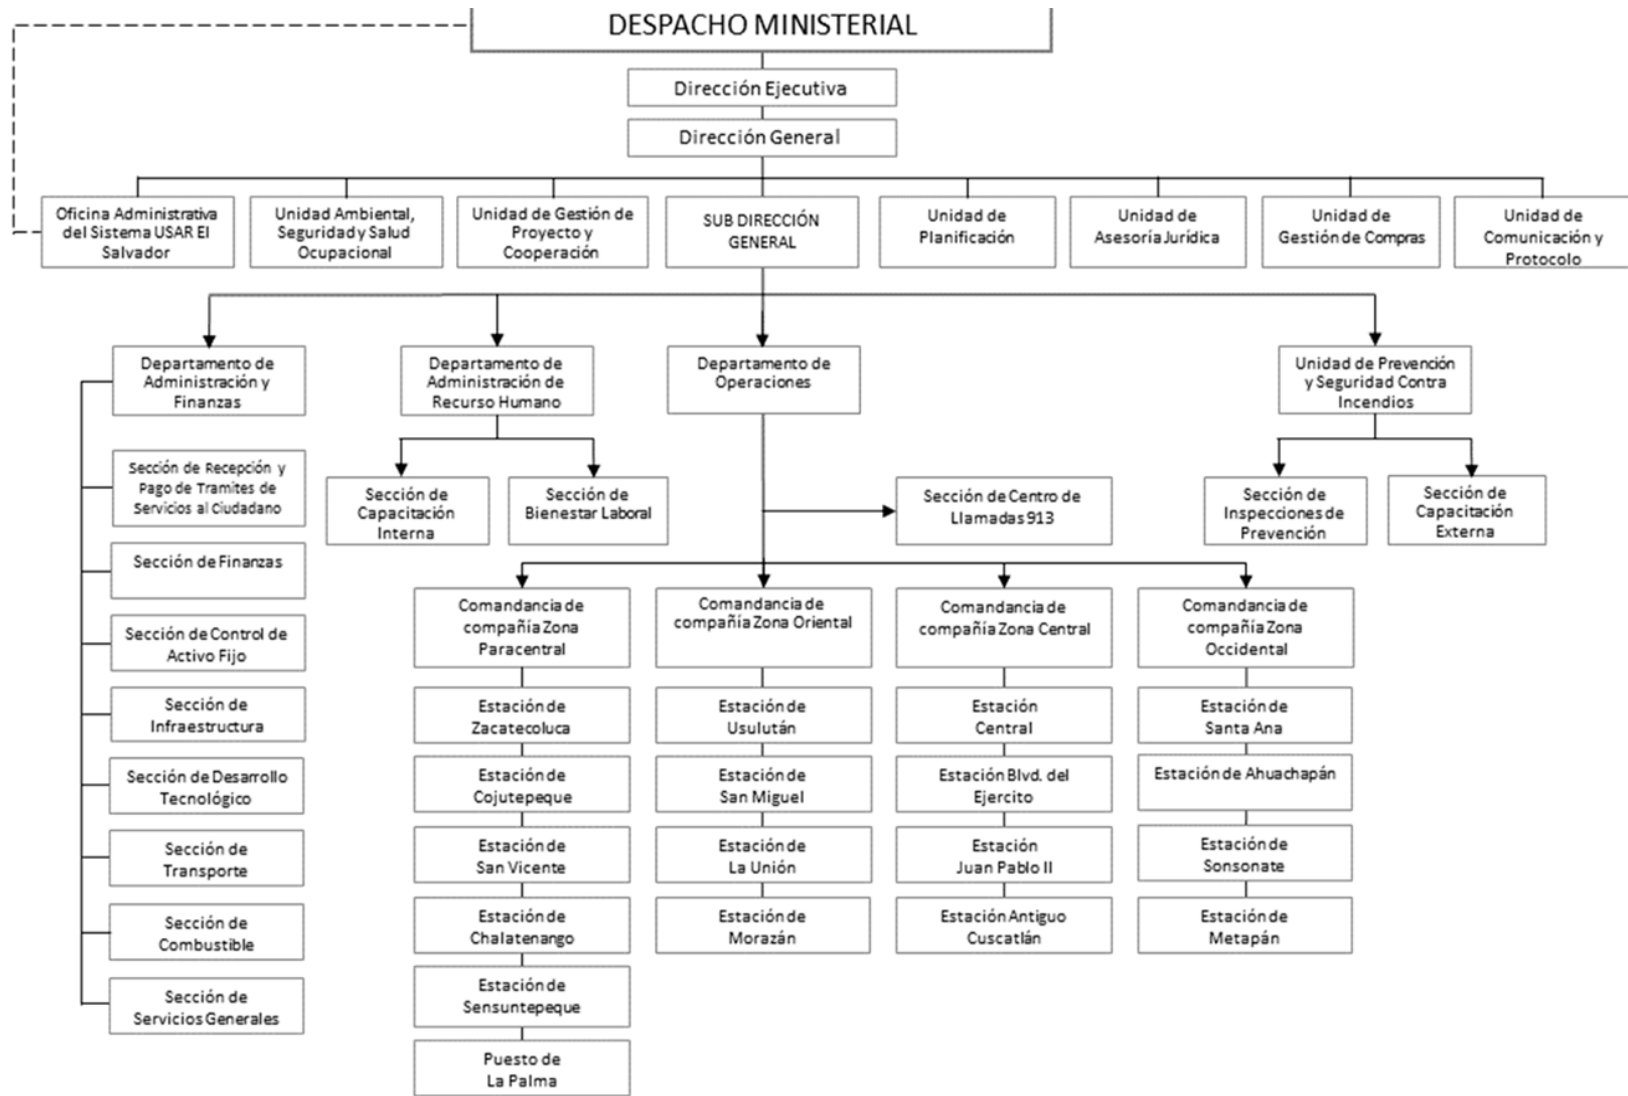 DESPACHO MINISTERIAL
Dirección Ejecutiva
Dirección General
Oficina Administrativa
del Sistema USAR El
Salvador
Unidad Ambiental,
Seguridad y Salud
Ocupacional
Unidad de Gestión de
Proyecto y
Cooperación
SUB DIRECCIÓN
GENERAL
Unidad de
Planificación
Unidad de
Asesoría Jurídica
Unidad de
Gestión de Compras
Unidad de
Comunicación y
Protocolo
Departamento de
Administración y
Finanzas
Departamento de
Administración de
Recurso Humano
Departamento de
Operaciones
Unidad de Prevención
y Seguridad Contra
Incendios
Sección de Recepción y
Pago de Tramites de
Servicios al Ciudadano
Sección de
Capacitación
Interna
Sección de
Bienestar Laboral
Sección de Centro de
Llamadas 913
Sección de
Inspecciones de
Prevención
Sección de
Capacitación
Externa
Sección de Finanzas
Sección de Control de
Activo Fijo
Sección de
Infraestructura
Sección de Desarrollo
Tecnológico
Sección de
Transporte
Sección de
Combustible
Sección de
Servicios Generales
Comandancia de
compañía Zona
Paracentral
Estación de
Zacatecoluca
Estación de
Cojutepeque
Estación de
San Vicente
Estación de
Chalatenango
Estación de
Sensuntepeque
Puesto de
La Palma
Comandancia de
compañía Zona Oriental
Estación de
Usulután
Estación de
San Miguel
Estación de
La Unión
Estación de
Morazán
Comandancia de
compañía Zona Central
Estación
Central
Estación Blvd. del
Ejercito
Estación
Juan Pablo II
Estación Antiguo
Cuscatlán
Comandancia de
compañía Zona
Occidental
Estación de
Santa Ana
Estación de Ahuachapán
Estación de
Sonsonate
Estación de
Metapán